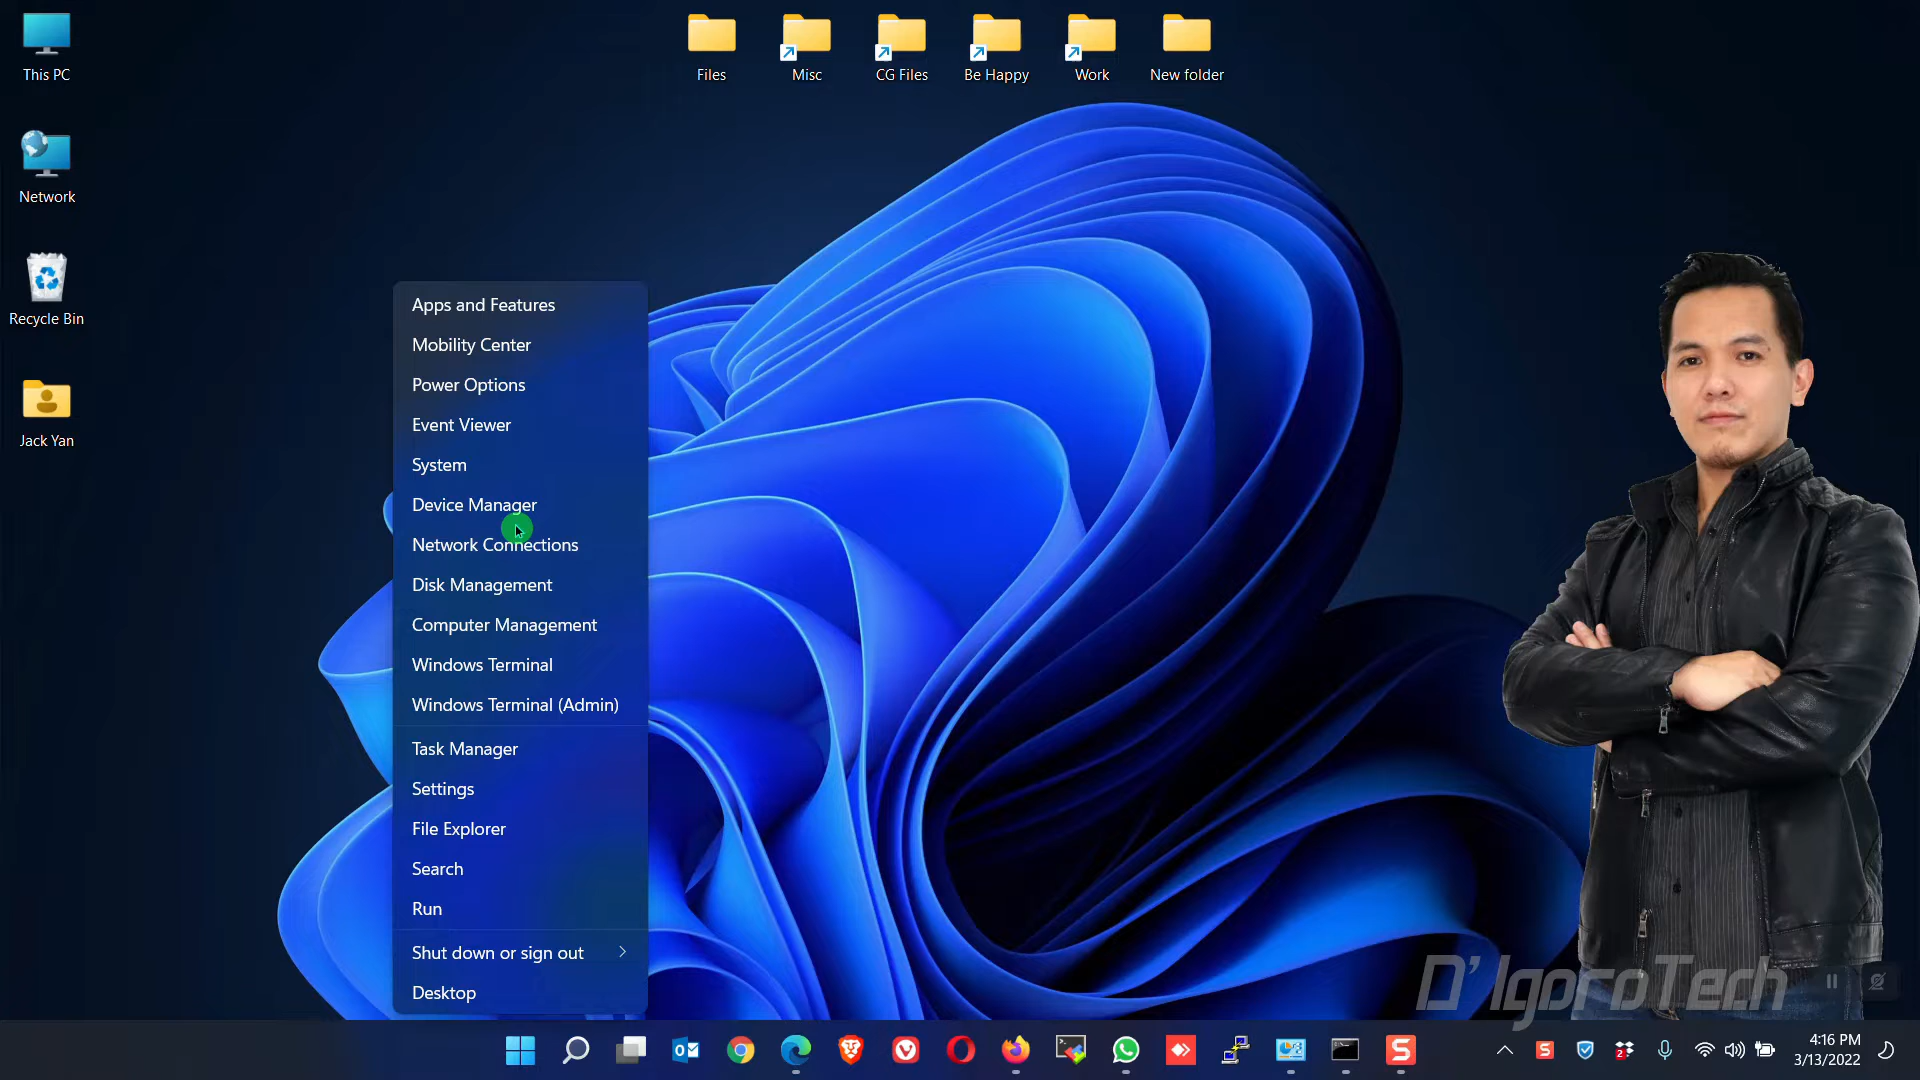 This PC
Network
Recycle Bin
Jack Yan
Files
Misc
CG Files
Be Happy
Work
New folder
Apps and Features
Mobility Center
Power Options
Event Viewer
System
Device Manager
Network Connections
Disk Management
Computer Management
Windows Terminal
Windows Terminal (Admin)
Task Manager
Settings
File Explorer
Search
Run
Shut down or sign out
Desktop
D'IgoroTech
4:16 PM
3/13/2022
2